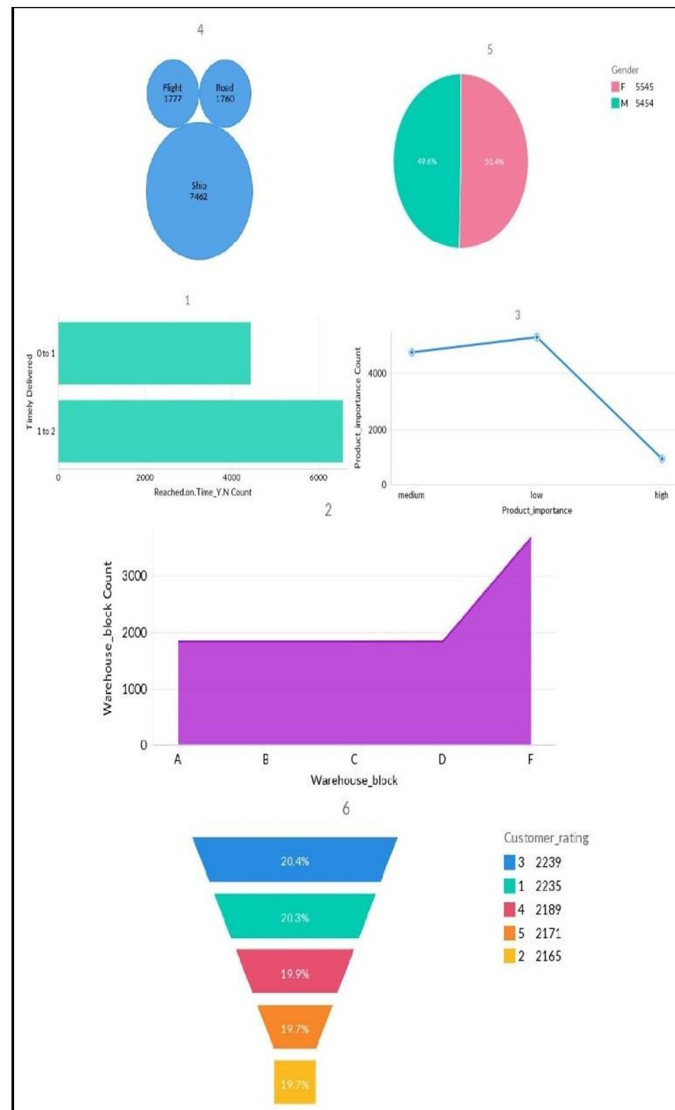 4
Flight
1777
Road
1760
Ship
7462
5
Gender
F 5545
M 5454
49.6%
50.4%
1
Timely Delivered
0 to 1
1 to 2
0 2000 4000 6000
Reached.on.Time_Y.N Count
3
Product_importance Count
4000
2000
0
medium low high
Product_importance
2
Warehouse_block Count
3000
2000
1000
0
A B C D F
Warehouse_block
6
20.4%
20.3%
19.9%
19.7%
19.7%
Customer_rating
3 2239
1 2235
4 2189
5 2171
2 2165